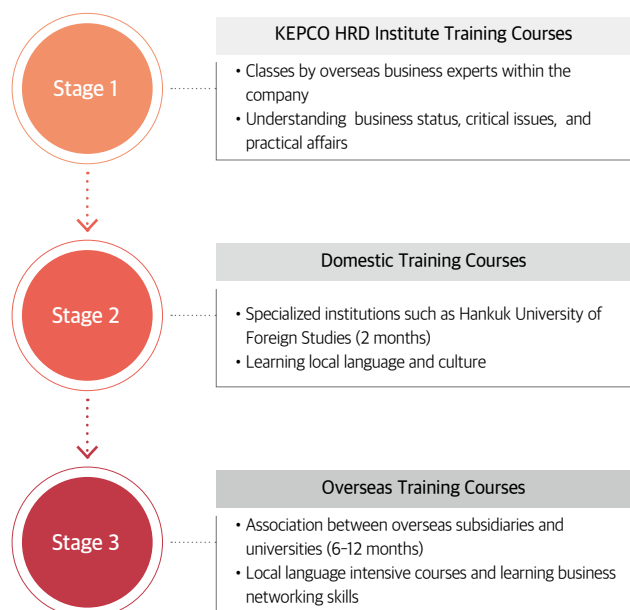 Stage 1
KEPCO HRD Institute Training Courses
• Classes by overseas business experts within the
company
• Understanding business status, critical issues, and
practical affairs
Stage 2
Domestic Training Courses
• Specialized institutions such as Hankuk University of
Foreign Studies (2 months)
• Learning local language and culture
Stage 3
Overseas Training Courses
• Association between overseas subsidiaries and
universities (6-12 months)
• Local language intensive courses and learning business
networking skills